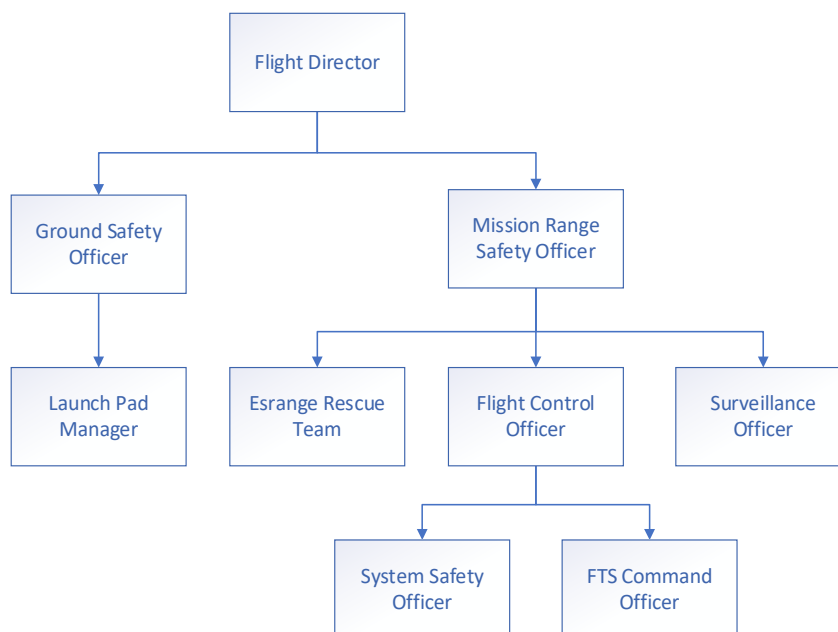 Flight Director
Ground Safety
Officer
Mission Range
Safety Officer
Launch Pad
Manager
Esrange Rescue
Team
Flight Control
Officer
Surveillance
Officer
System Safety
Officer
FTS Command
Officer